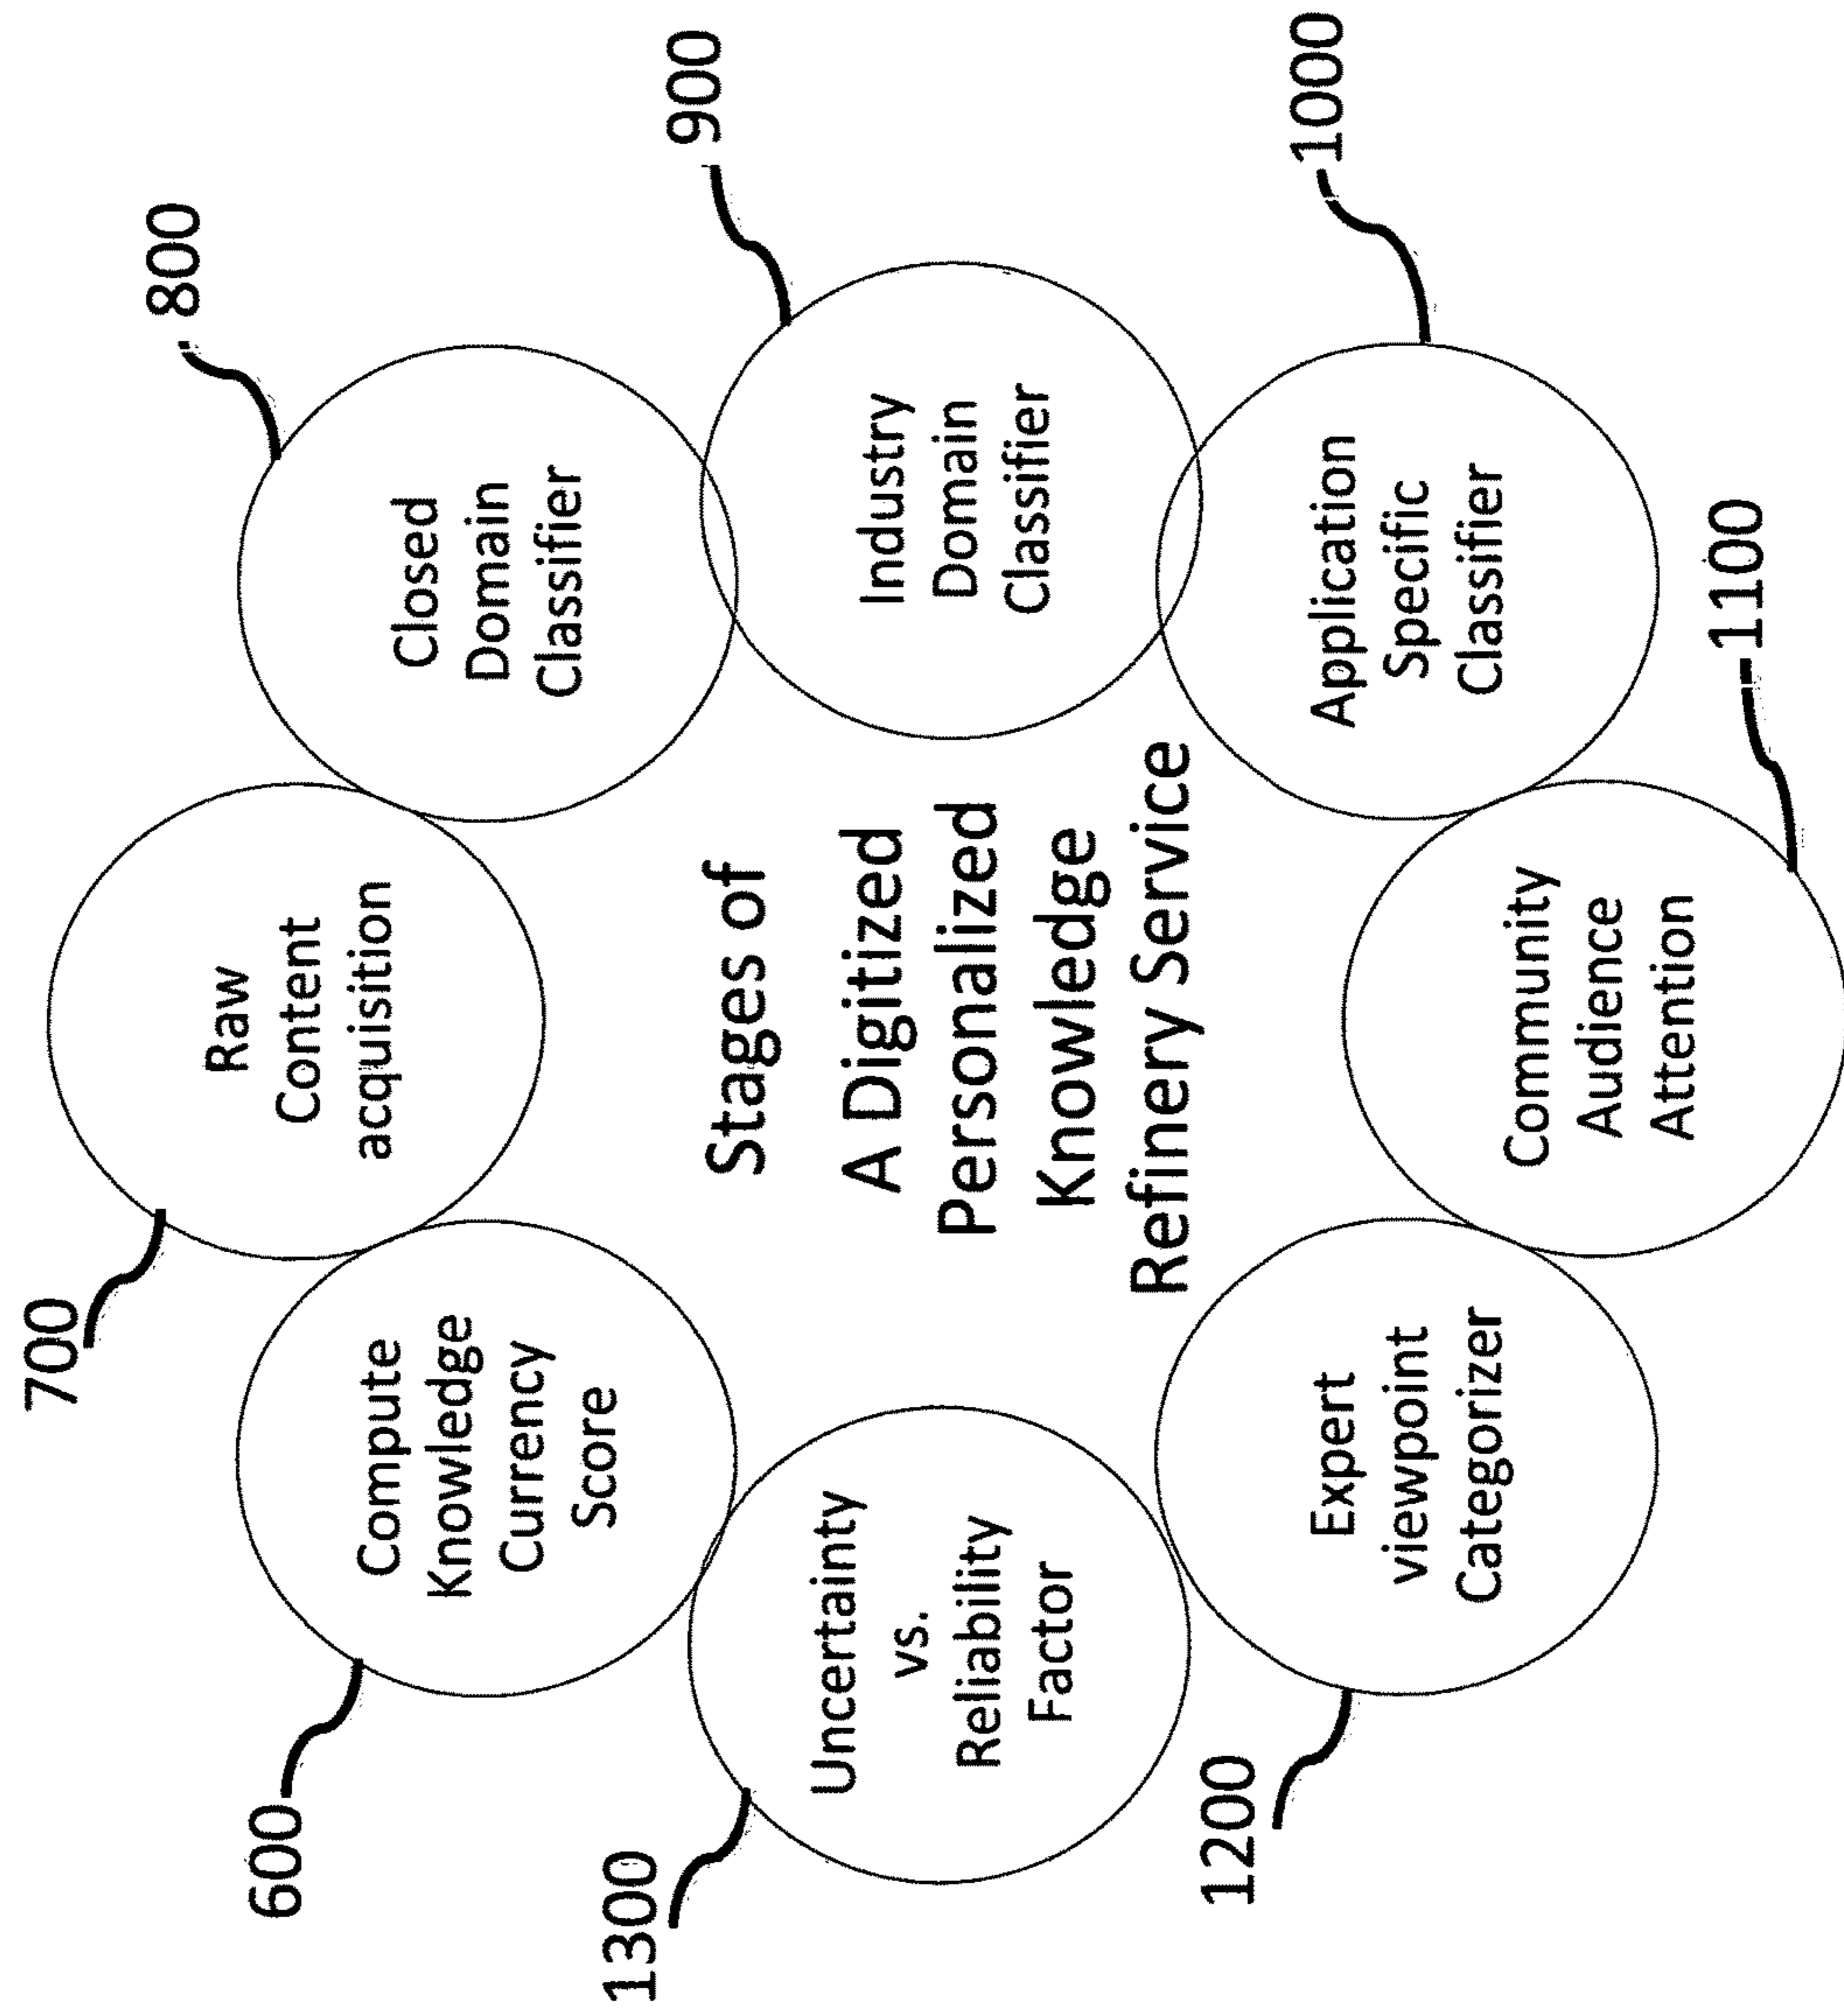 700
Raw
Content
acquisition
800
Closed
Domain
Classifier
900
Industry
Domain
Classifier
1000
Application
Specific
Classifier
1100
Community
Audience
Attention
1200
Expert
viewpoint
Categorizer
1300
Uncertainty
vs.
Reliability
Factor
600
Compute
Knowledge
Currency
Score
Stages of
A Digitized
Personalized
Knowledge
Refinery Service